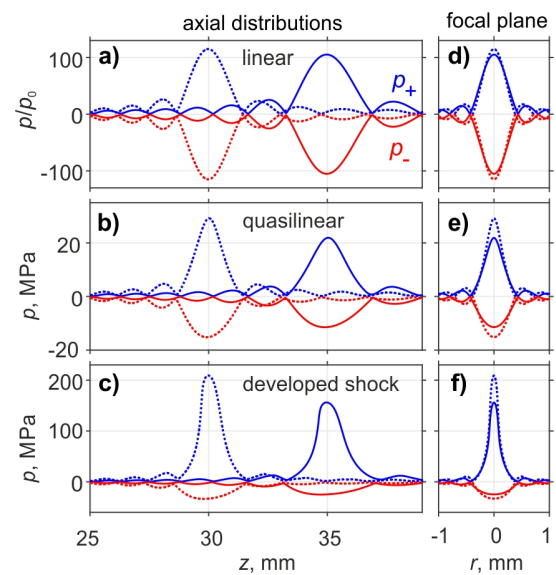 axial distributions focal plane
a) linear d)
100
0
-100
p/p₀
p₊
p₋
b) quasilinear e)
20
0
-20
p, MPa
c) developed shock f)
200
100
0
p, MPa
25 30 35 -1 0 1
z, mm r, mm